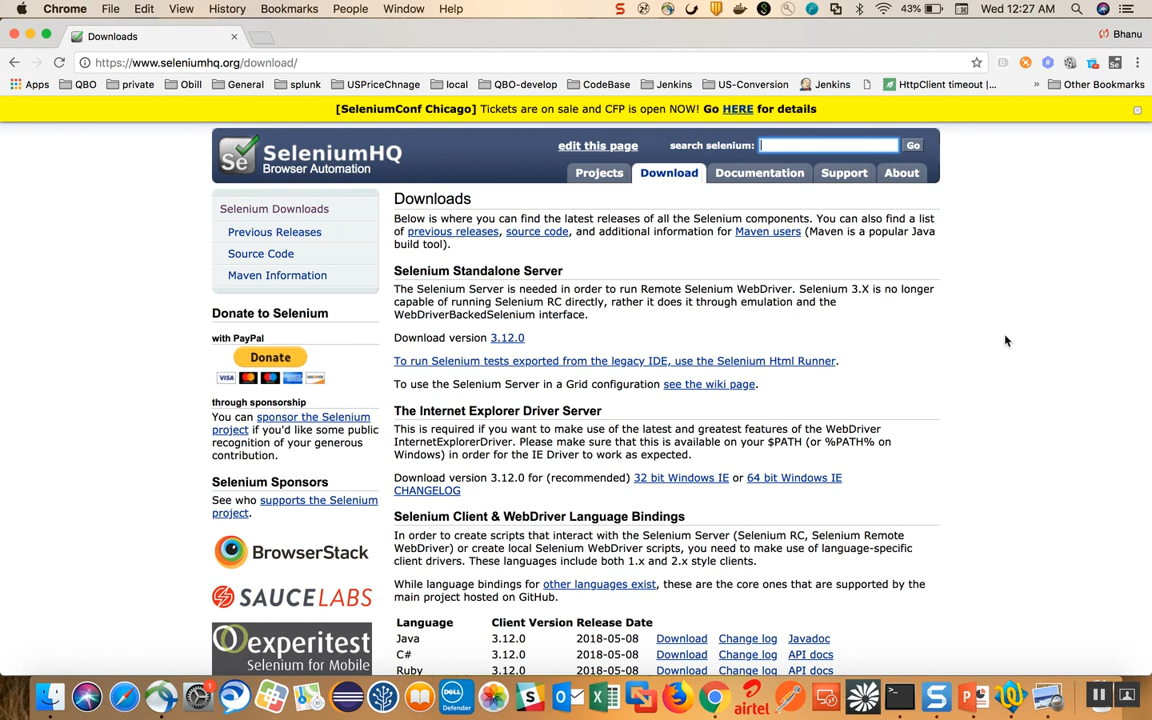 Chrome File Edit View History Bookmarks People Window Help 43% Wed 12:27 AM
Downloads Bhanu
https://www.seleniumhq.org/download/
Apps QBO private Obill General splunk USPriceChnage local QBO-develop CodeBase Jenkins US-Conversion Jenkins HttpClient timeout |... » Other Bookmarks
[SeleniumConf Chicago] Tickets are on sale and CFP is open NOW! Go HERE for details
edit this page search selenium: Go
Se SeleniumHQ
Browser Automation
Projects Download Documentation Support About
Selenium Downloads
Previous Releases
Source Code
Maven Information
Donate to Selenium
with PayPal
Donate
VISA
through sponsorship
You can sponsor the Selenium
project if you'd like some public
recognition of your generous
contribution.
Selenium Sponsors
See who supports the Selenium
project.
BrowserStack
SAUCELABS
experitest
Selenium for Mobile
Downloads
Below is where you can find the latest releases of all the Selenium components. You can also find a list
of previous releases, source code, and additional information for Maven users (Maven is a popular Java
build tool).
Selenium Standalone Server
The Selenium Server is needed in order to run Remote Selenium WebDriver. Selenium 3.X is no longer
capable of running Selenium RC directly, rather it does it through emulation and the
WebDriverBackedSelenium interface.
Download version 3.12.0
To run Selenium tests exported from the legacy IDE, use the Selenium Html Runner.
To use the Selenium Server in a Grid configuration see the wiki page.
The Internet Explorer Driver Server
This is required if you want to make use of the latest and greatest features of the WebDriver
InternetExplorerDriver. Please make sure that this is available on your $PATH (or %PATH% on
Windows) in order for the IE Driver to work as expected.
Download version 3.12.0 for (recommended) 32 bit Windows IE or 64 bit Windows IE
CHANGELOG
Selenium Client & WebDriver Language Bindings
In order to create scripts that interact with the Selenium Server (Selenium RC, Selenium Remote
WebDriver) or create local Selenium WebDriver scripts, you need to make use of language-specific
client drivers. These languages include both 1.x and 2.x style clients.
While language bindings for other languages exist, these are the core ones that are supported by the
main project hosted on GitHub.
Language Client Version Release Date
Java 3.12.0 2018-05-08 Download Change log Javadoc
C# 3.12.0 2018-05-08 Download Change log API docs
Ruby 3.12.0 2018-05-08 Download Change log API docs
DELL
Defender
airtel